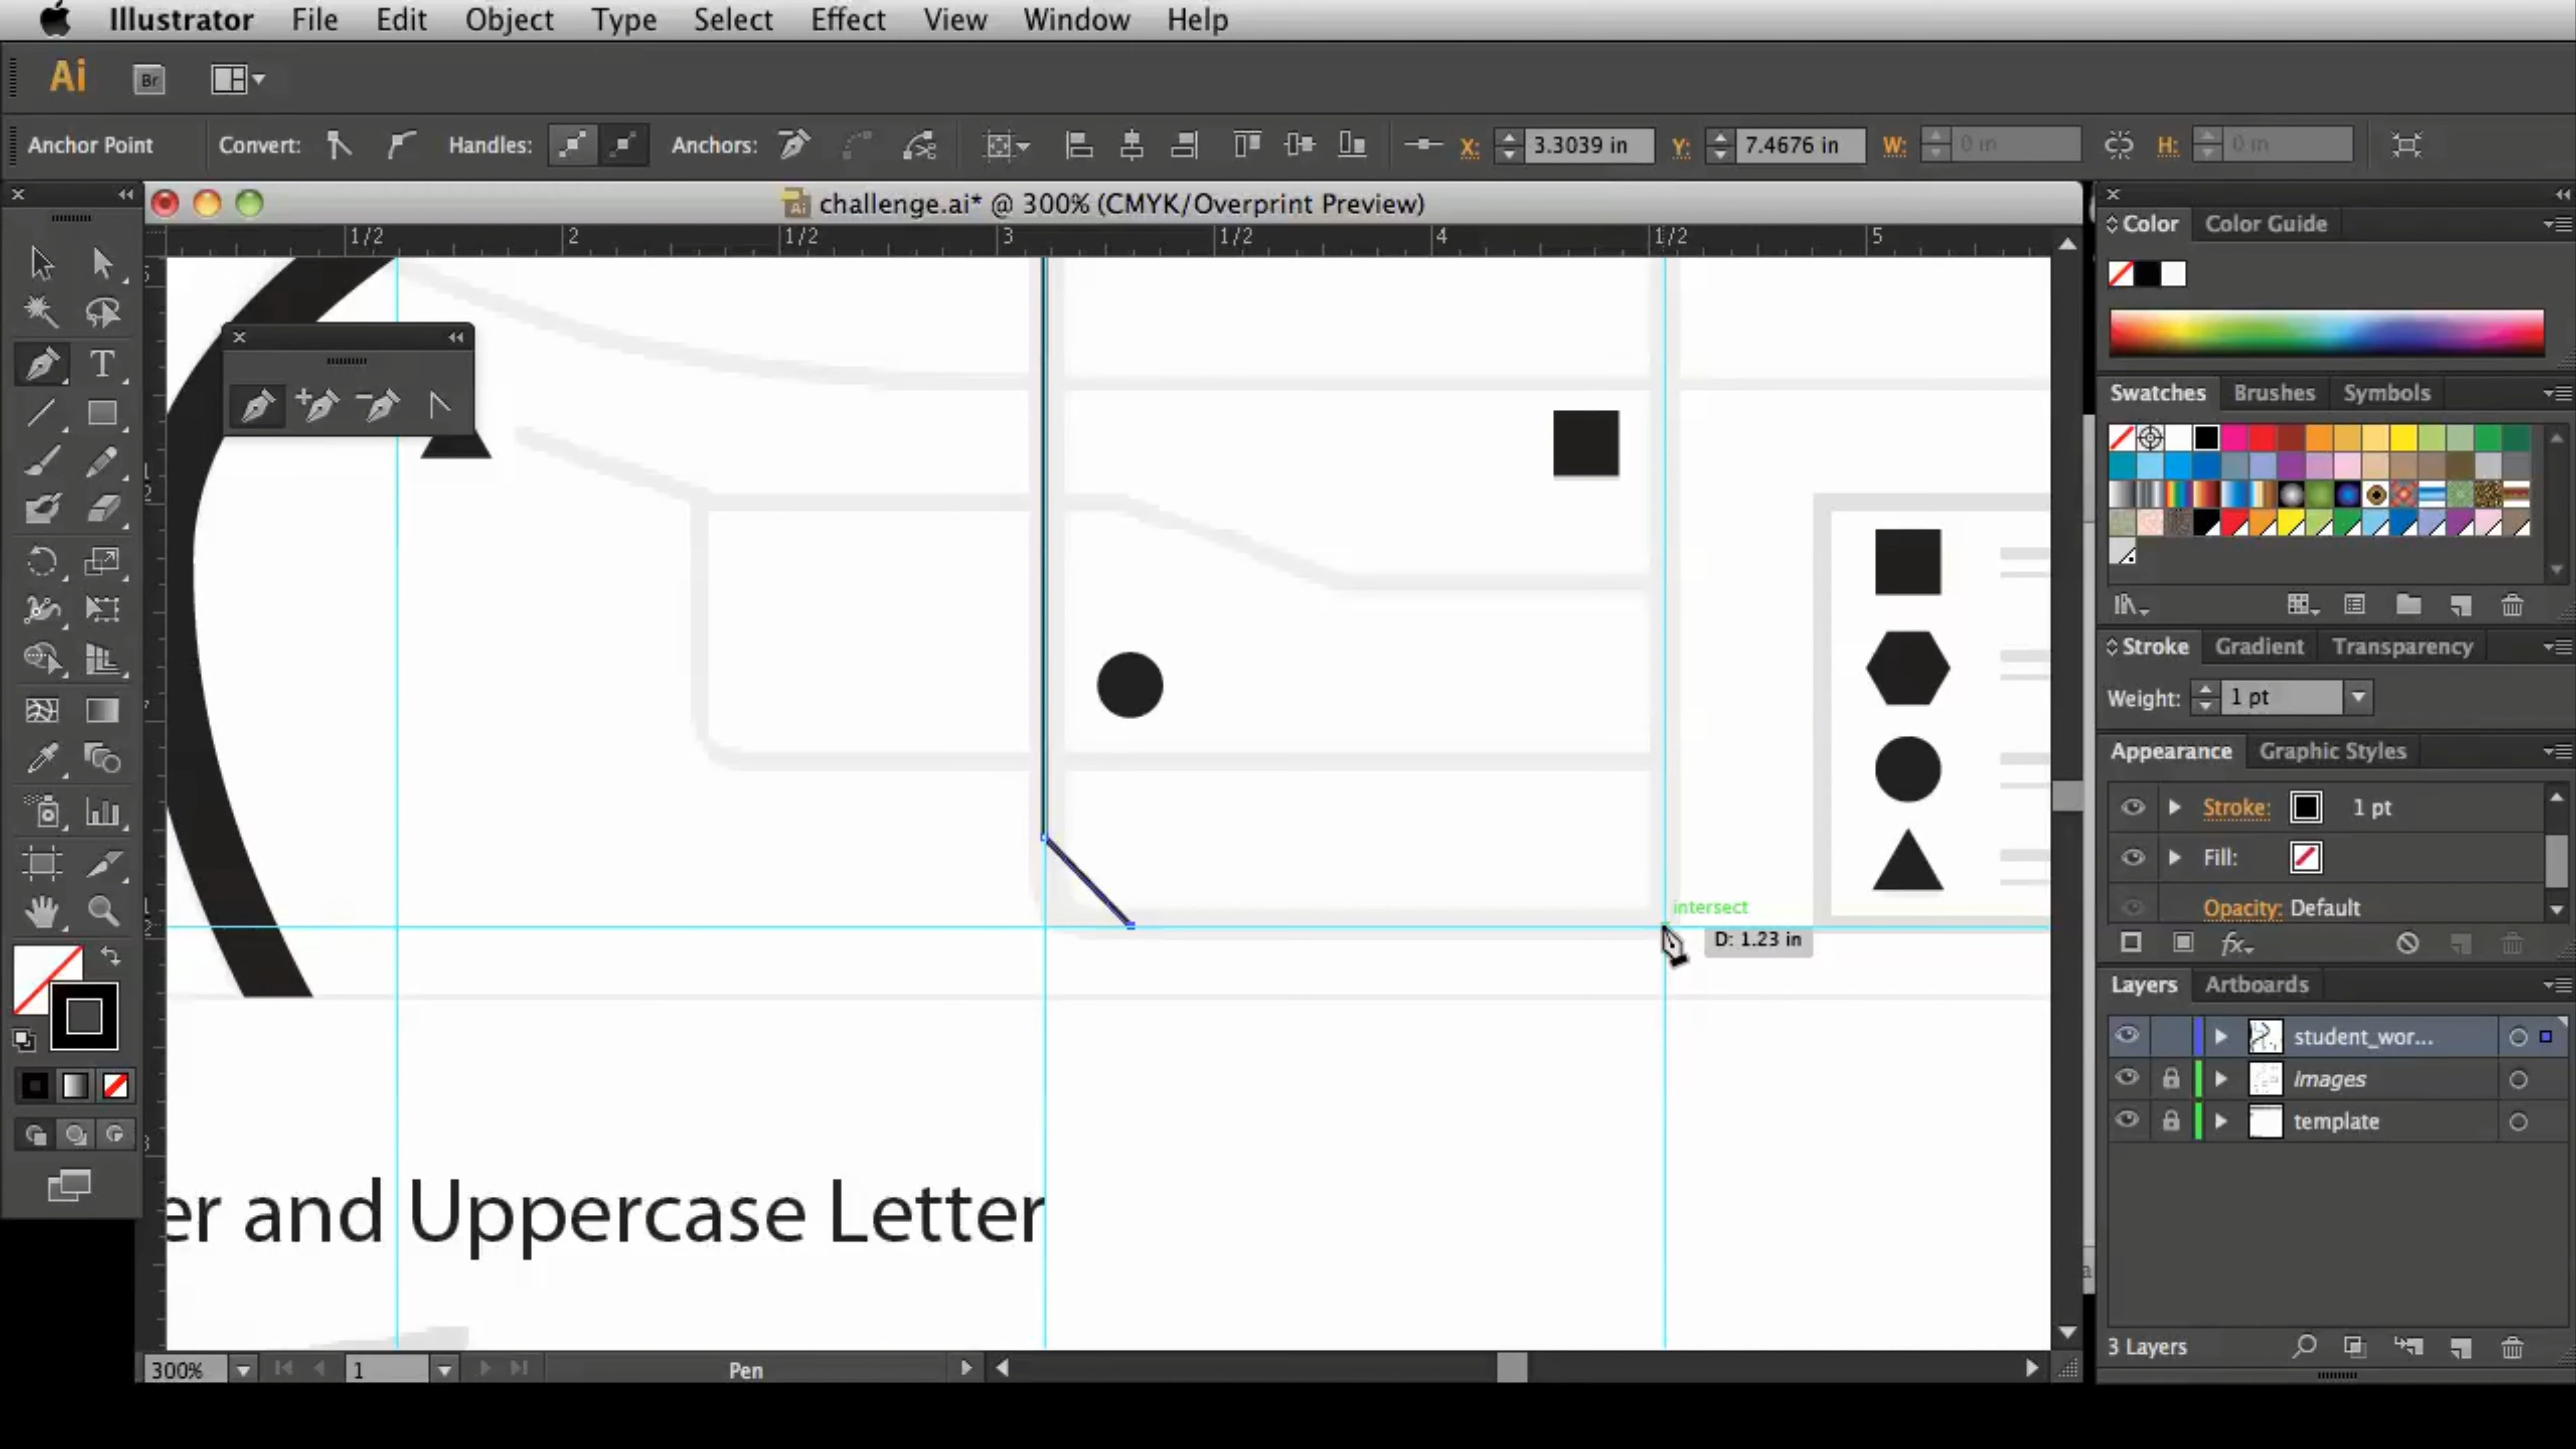 Illustrator File Edit Object Type Select Effect View Window Help
Ai Br
Anchor Point Convert: Handles: Anchors: X: 3.3039 in Y: 7.4676 in W: 0 in H: 0 in
challenge.ai* @ 300% (CMYK/Overprint Preview)
1/2 2 1/2 3 1/2 4 1/2 5
Color Color Guide
Swatches Brushes Symbols
Stroke Gradient Transparency
Weight: 1 pt
Appearance Graphic Styles
Stroke: 1 pt
Fill:
Opacity: Default
intersect
D: 1.23 in
Layers Artboards
student_wor...
Images
template
er and Uppercase Letter
3 Layers
300% 1 Pen